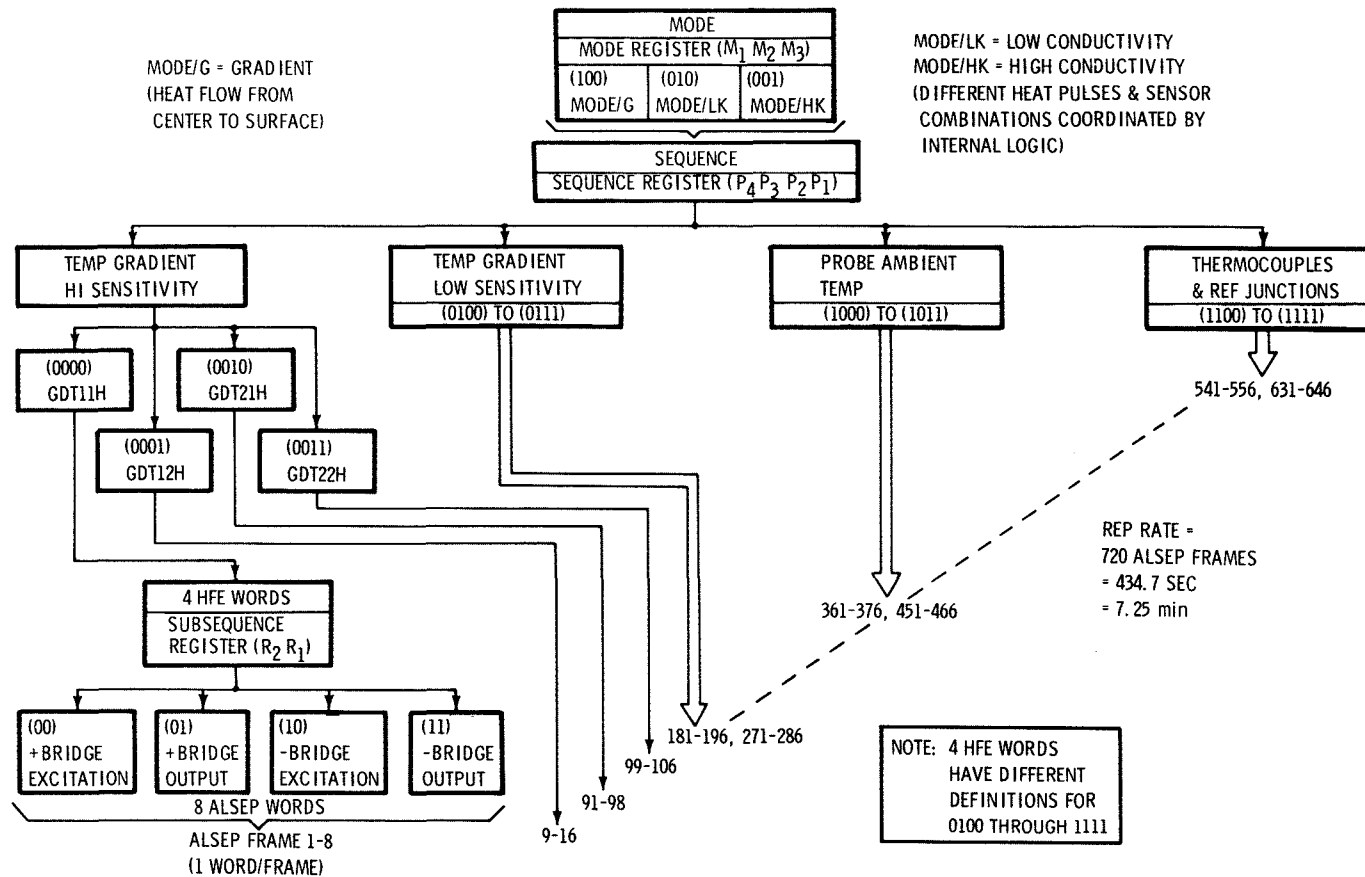 MODE
MODE REGISTER (M1 M2 M3)
(100)
MODE/G
(010)
MODE/LK
(001)
MODE/HK
MODE/G = GRADIENT
(HEAT FLOW FROM
CENTER TO SURFACE)
MODE/LK = LOW CONDUCTIVITY
MODE/HK = HIGH CONDUCTIVITY
(DIFFERENT HEAT PULSES & SENSOR
COMBINATIONS COORDINATED BY
INTERNAL LOGIC)
SEQUENCE
SEQUENCE REGISTER (P4 P3 P2 P1)
TEMP GRADIENT
HI SENSITIVITY
TEMP GRADIENT
LOW SENSITIVITY
(0100) TO (0111)
PROBE AMBIENT
TEMP
(1000) TO (1011)
THERMOCOUPLES
& REF JUNCTIONS
(1100) TO (1111)
(0000)
GDT11H
(0010)
GDT21H
(0001)
GDT12H
(0011)
GDT22H
541-556, 631-646
REP RATE =
720 ALSEP FRAMES
= 434.7 SEC
= 7.25 min
361-376, 451-466
4 HFE WORDS
SUBSEQUENCE
REGISTER (R2 R1)
(00)
+BRIDGE
EXCITATION
(01)
+BRIDGE
OUTPUT
(10)
-BRIDGE
EXCITATION
(11)
-BRIDGE
OUTPUT
181-196, 271-286
99-106
91-98
9-16
8 ALSEP WORDS
ALSEP FRAME 1-8
(1 WORD/FRAME)
NOTE: 4 HFE WORDS
HAVE DIFFERENT
DEFINITIONS FOR
0100 THROUGH 1111